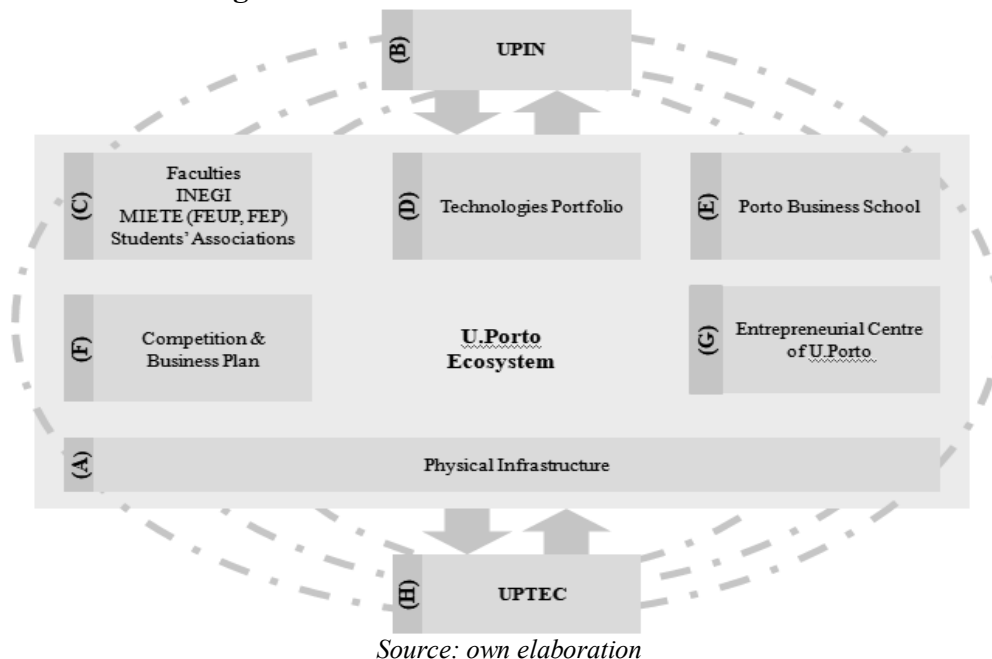 (B) UPIN
(C) Faculties
INEGI
MIETE (FEUP, FEP)
Students’ Associations
(D) Technologies Portfolio
(E) Porto Business School
(F) Competition &
Business Plan
U.Porto
Ecosystem
(G) Entrepreneurial Centre
of U.Porto
(A) Physical Infrastructure
(H) UPTEC
Source: own elaboration